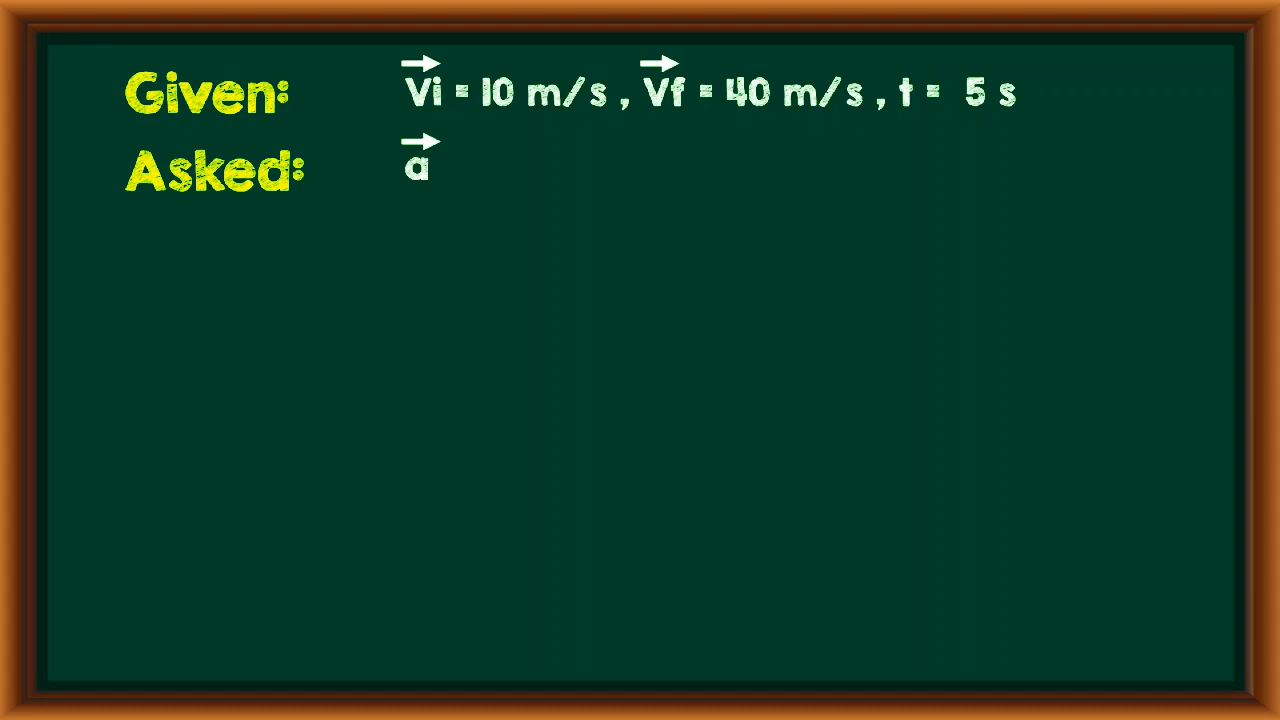 Given: Vi = 10 m/s , Vf = 40 m/s , t = 5 s
Asked: a